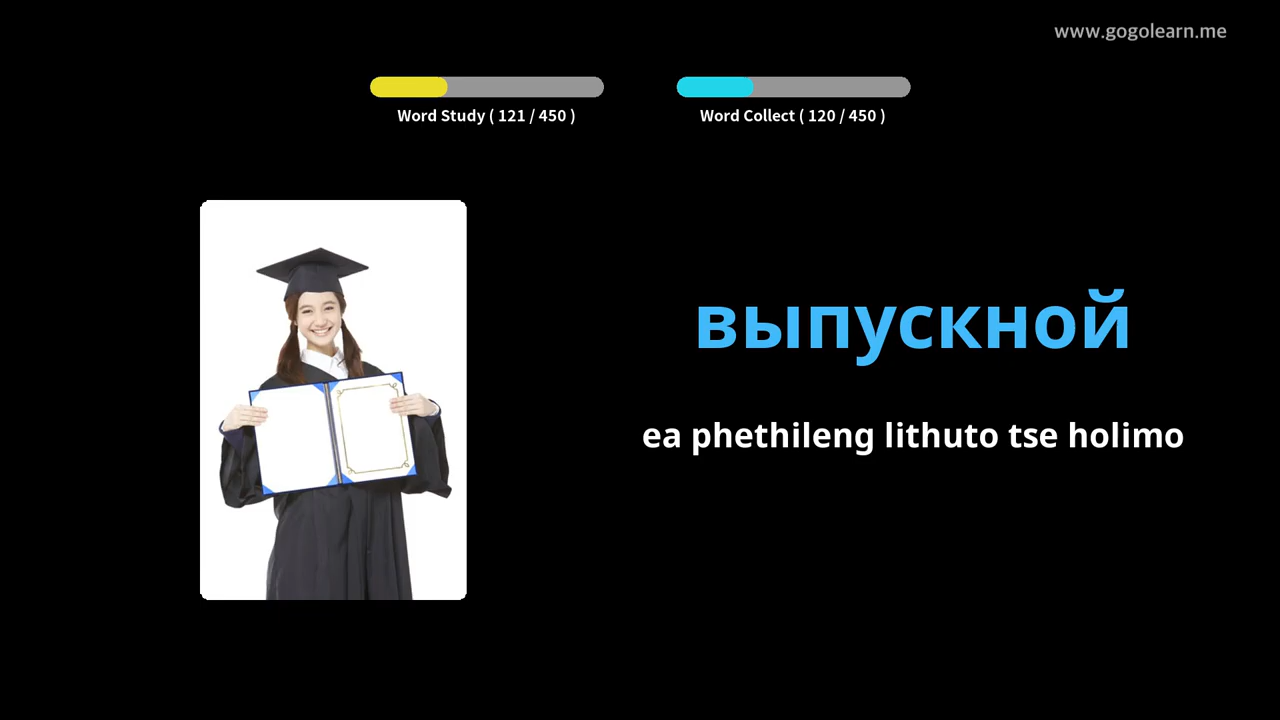 www.gogolearn.me
Word Study ( 121 / 450 )
Word Collect ( 120 / 450 )
выпускной
ea phethileng lithuto tse holimo